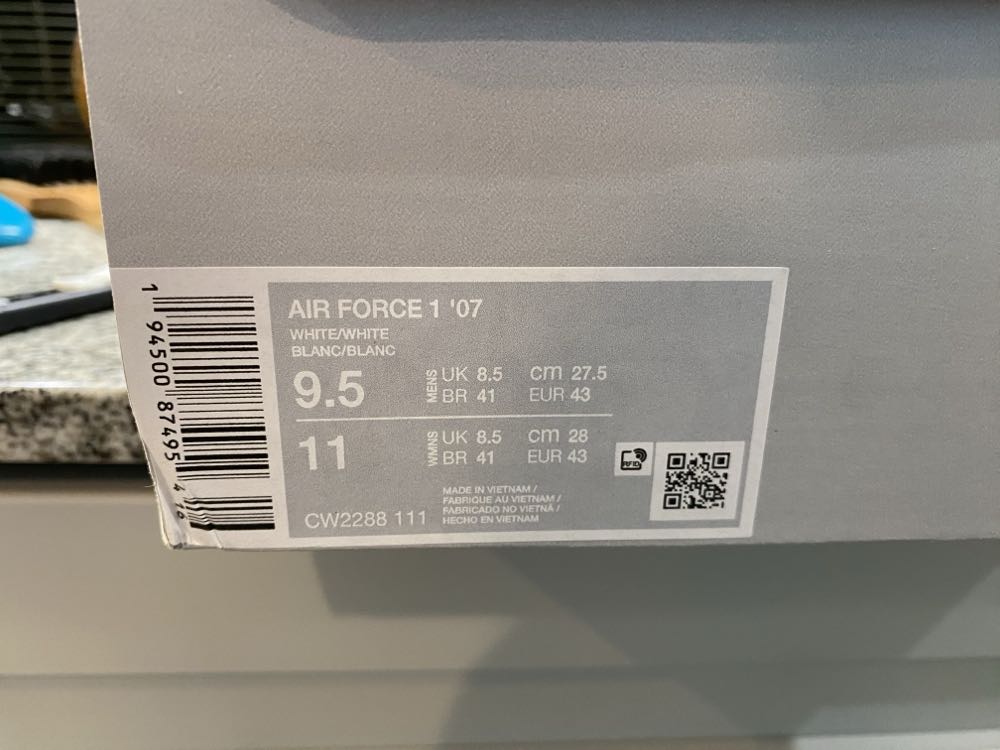 AIR FORCE 1 '07
WHITE/WHITE
BLANC/BLANC
9.5 MENS UK 8.5 cm 27.5
BR 41 EUR 43
11 WMNS UK 8.5 cm 28
BR 41 EUR 43
RFID
MADE IN VIETNAM /
FABRIQUE AU VIETNAM /
FABRICADO NO VIETNÃ /
HECHO EN VIETNAM
CW2288 111
1 94500 87495